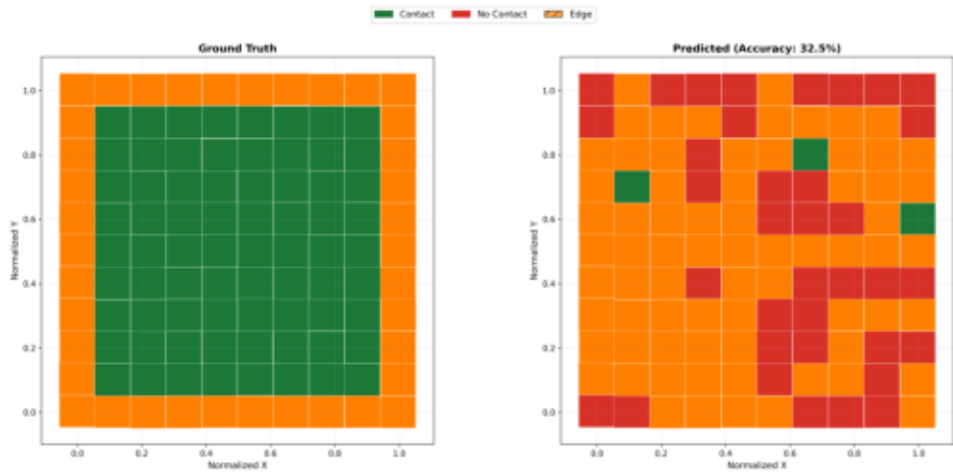 Contact No Contact Edge
Ground Truth
Predicted (Accuracy: 32.5%)
1.0
0.8
0.6
0.4
0.2
0.0
Normalized Y
0.0 0.2 0.4 0.6 0.8 1.0
Normalized X
1.0
0.8
0.6
0.4
0.2
0.0
Normalized Y
0.0 0.2 0.4 0.6 0.8 1.0
Normalized X